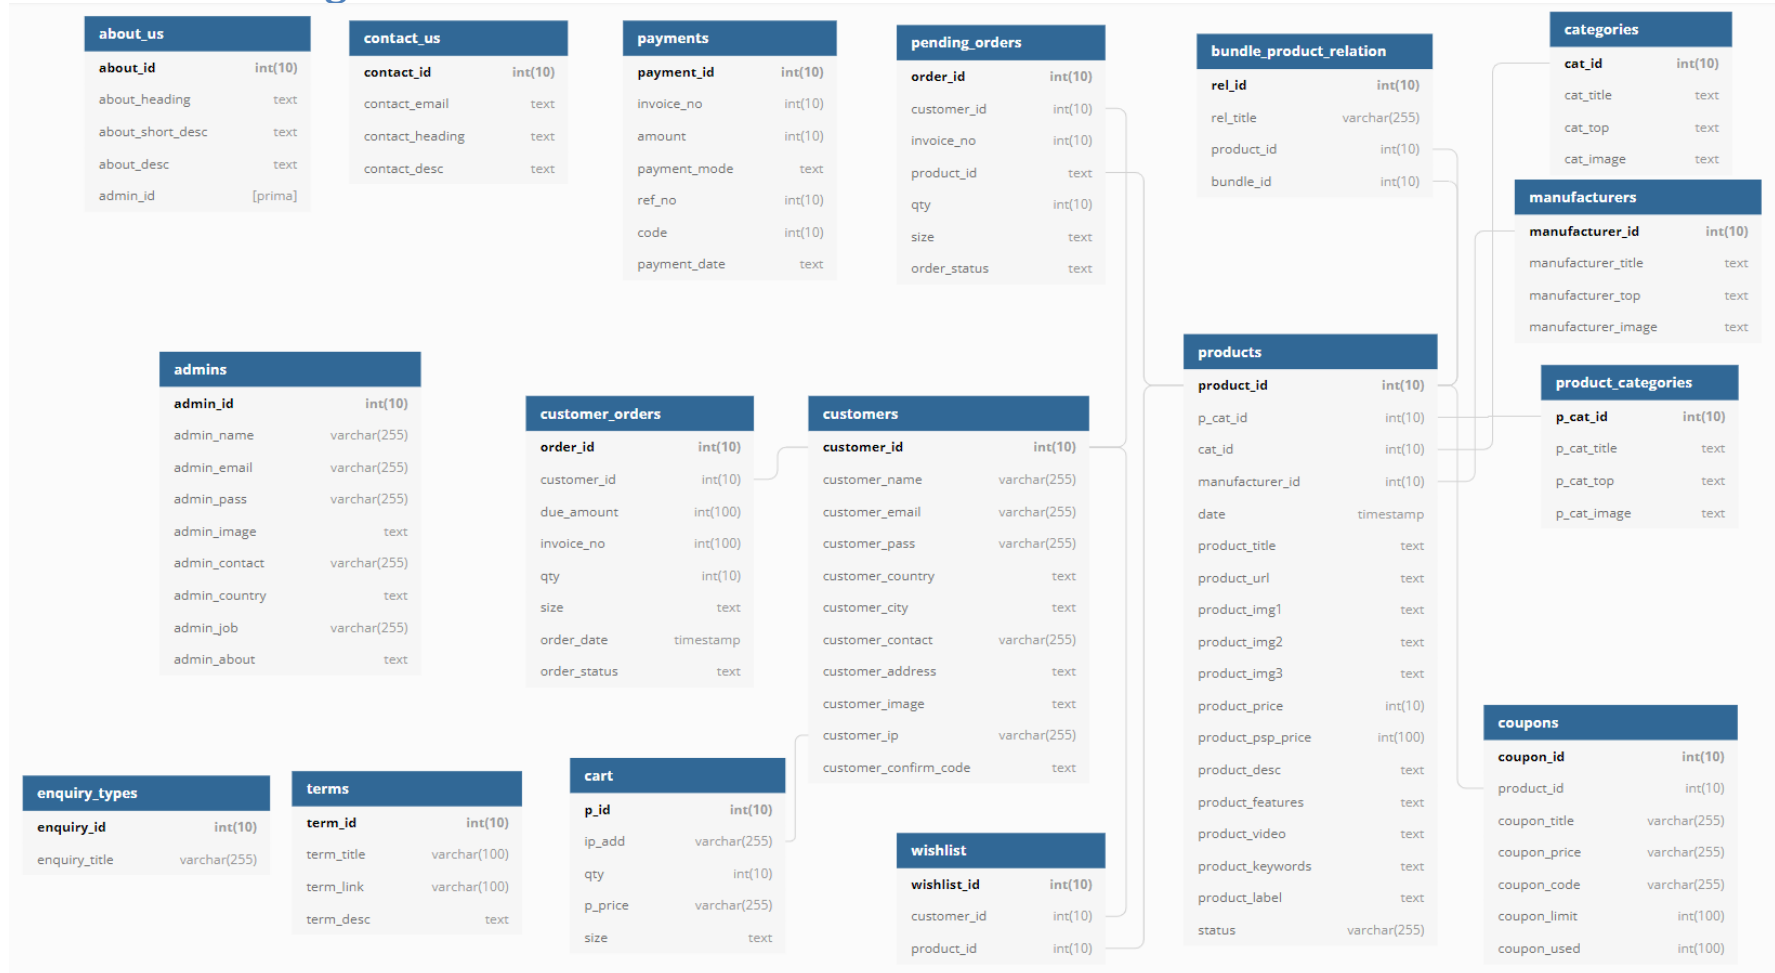 about_us
about_id int(10)
about_heading text
about_short_desc text
about_desc text
admin_id [prima]
contact_us
contact_id int(10)
contact_email text
contact_heading text
contact_desc text
payments
payment_id int(10)
invoice_no int(10)
amount int(10)
payment_mode text
ref_no int(10)
code int(10)
payment_date text
pending_orders
order_id int(10)
customer_id int(10)
invoice_no int(10)
product_id text
qty int(10)
size text
order_status text
bundle_product_relation
rel_id int(10)
rel_title varchar(255)
product_id int(10)
bundle_id int(10)
categories
cat_id int(10)
cat_title text
cat_top text
cat_image text
manufacturers
manufacturer_id int(10)
manufacturer_title text
manufacturer_top text
manufacturer_image text
admins
admin_id int(10)
admin_name varchar(255)
admin_email varchar(255)
admin_pass varchar(255)
admin_image text
admin_contact varchar(255)
admin_country text
admin_job varchar(255)
admin_about text
customer_orders
order_id int(10)
customer_id int(10)
due_amount int(100)
invoice_no int(100)
qty int(10)
size text
order_date timestamp
order_status text
customers
customer_id int(10)
customer_name varchar(255)
customer_email varchar(255)
customer_pass varchar(255)
customer_country text
customer_city text
customer_contact varchar(255)
customer_address text
customer_image text
customer_ip varchar(255)
customer_confirm_code text
products
product_id int(10)
p_cat_id int(10)
cat_id int(10)
manufacturer_id int(10)
date timestamp
product_title text
product_url text
product_img1 text
product_img2 text
product_img3 text
product_price int(10)
product_psp_price int(100)
product_desc text
product_features text
product_video text
product_keywords text
product_label text
status varchar(255)
product_categories
p_cat_id int(10)
p_cat_title text
p_cat_top text
p_cat_image text
enquiry_types
enquiry_id int(10)
enquiry_title varchar(255)
terms
term_id int(10)
term_title varchar(100)
term_link varchar(100)
term_desc text
cart
p_id int(10)
ip_add varchar(255)
qty int(10)
p_price varchar(255)
size text
wishlist
wishlist_id int(10)
customer_id int(10)
product_id int(10)
coupons
coupon_id int(10)
product_id int(10)
coupon_title varchar(255)
coupon_price varchar(255)
coupon_code varchar(255)
coupon_limit int(100)
coupon_used int(100)